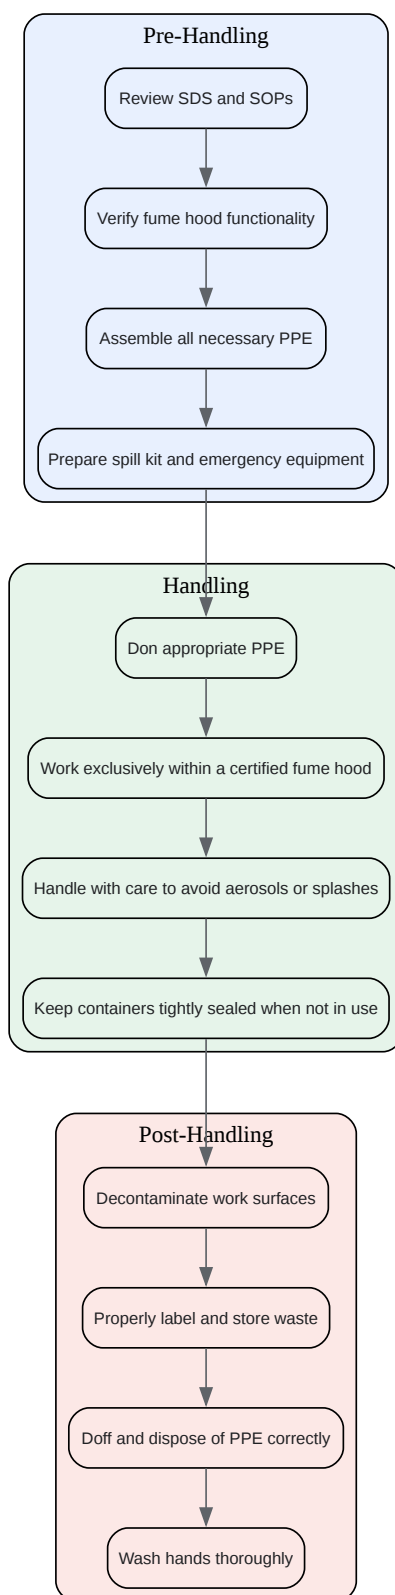 Pre-Handling
Review SDS and SOPs
Verify fume hood functionality
Assemble all necessary PPE
Prepare spill kit and emergency equipment
Handling
Don appropriate PPE
Work exclusively within a certified fume hood
Handle with care to avoid aerosols or splashes
Keep containers tightly sealed when not in use
Post-Handling
Decontaminate work surfaces
Properly label and store waste
Doff and dispose of PPE correctly
Wash hands thoroughly